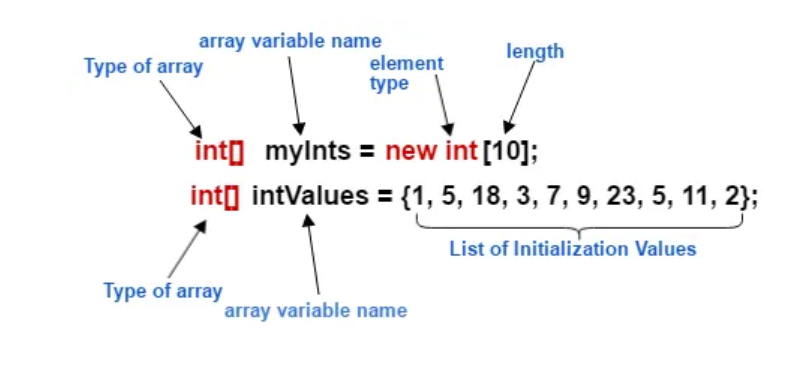 array variable name
Type of array
element
type
length
int[] myInts = new int [10];
int[] intValues = {1, 5, 18, 3, 7, 9, 23, 5, 11, 2};
List of Initialization Values
Type of array
array variable name